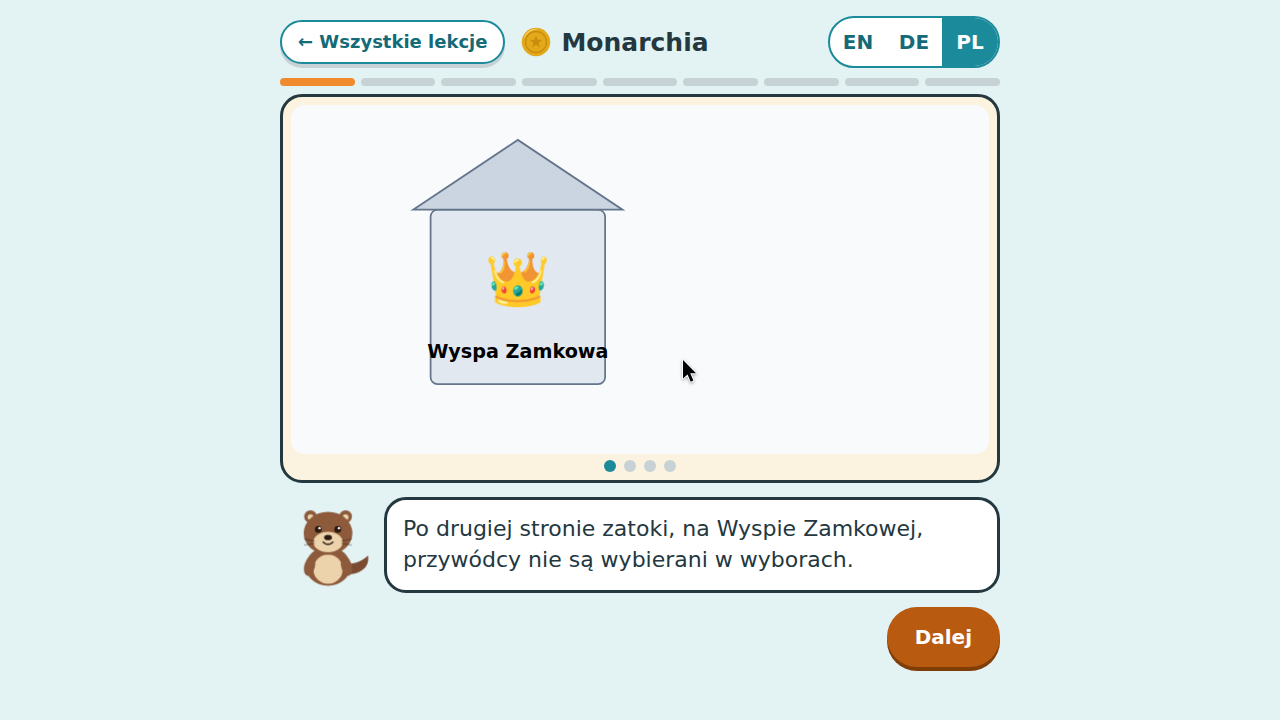 ← Wszystkie lekcje
Monarchia
EN DE PL
Wyspa Zamkowa
Po drugiej stronie zatoki, na Wyspie Zamkowej,
przywódcy nie są wybierani w wyborach.
Dalej